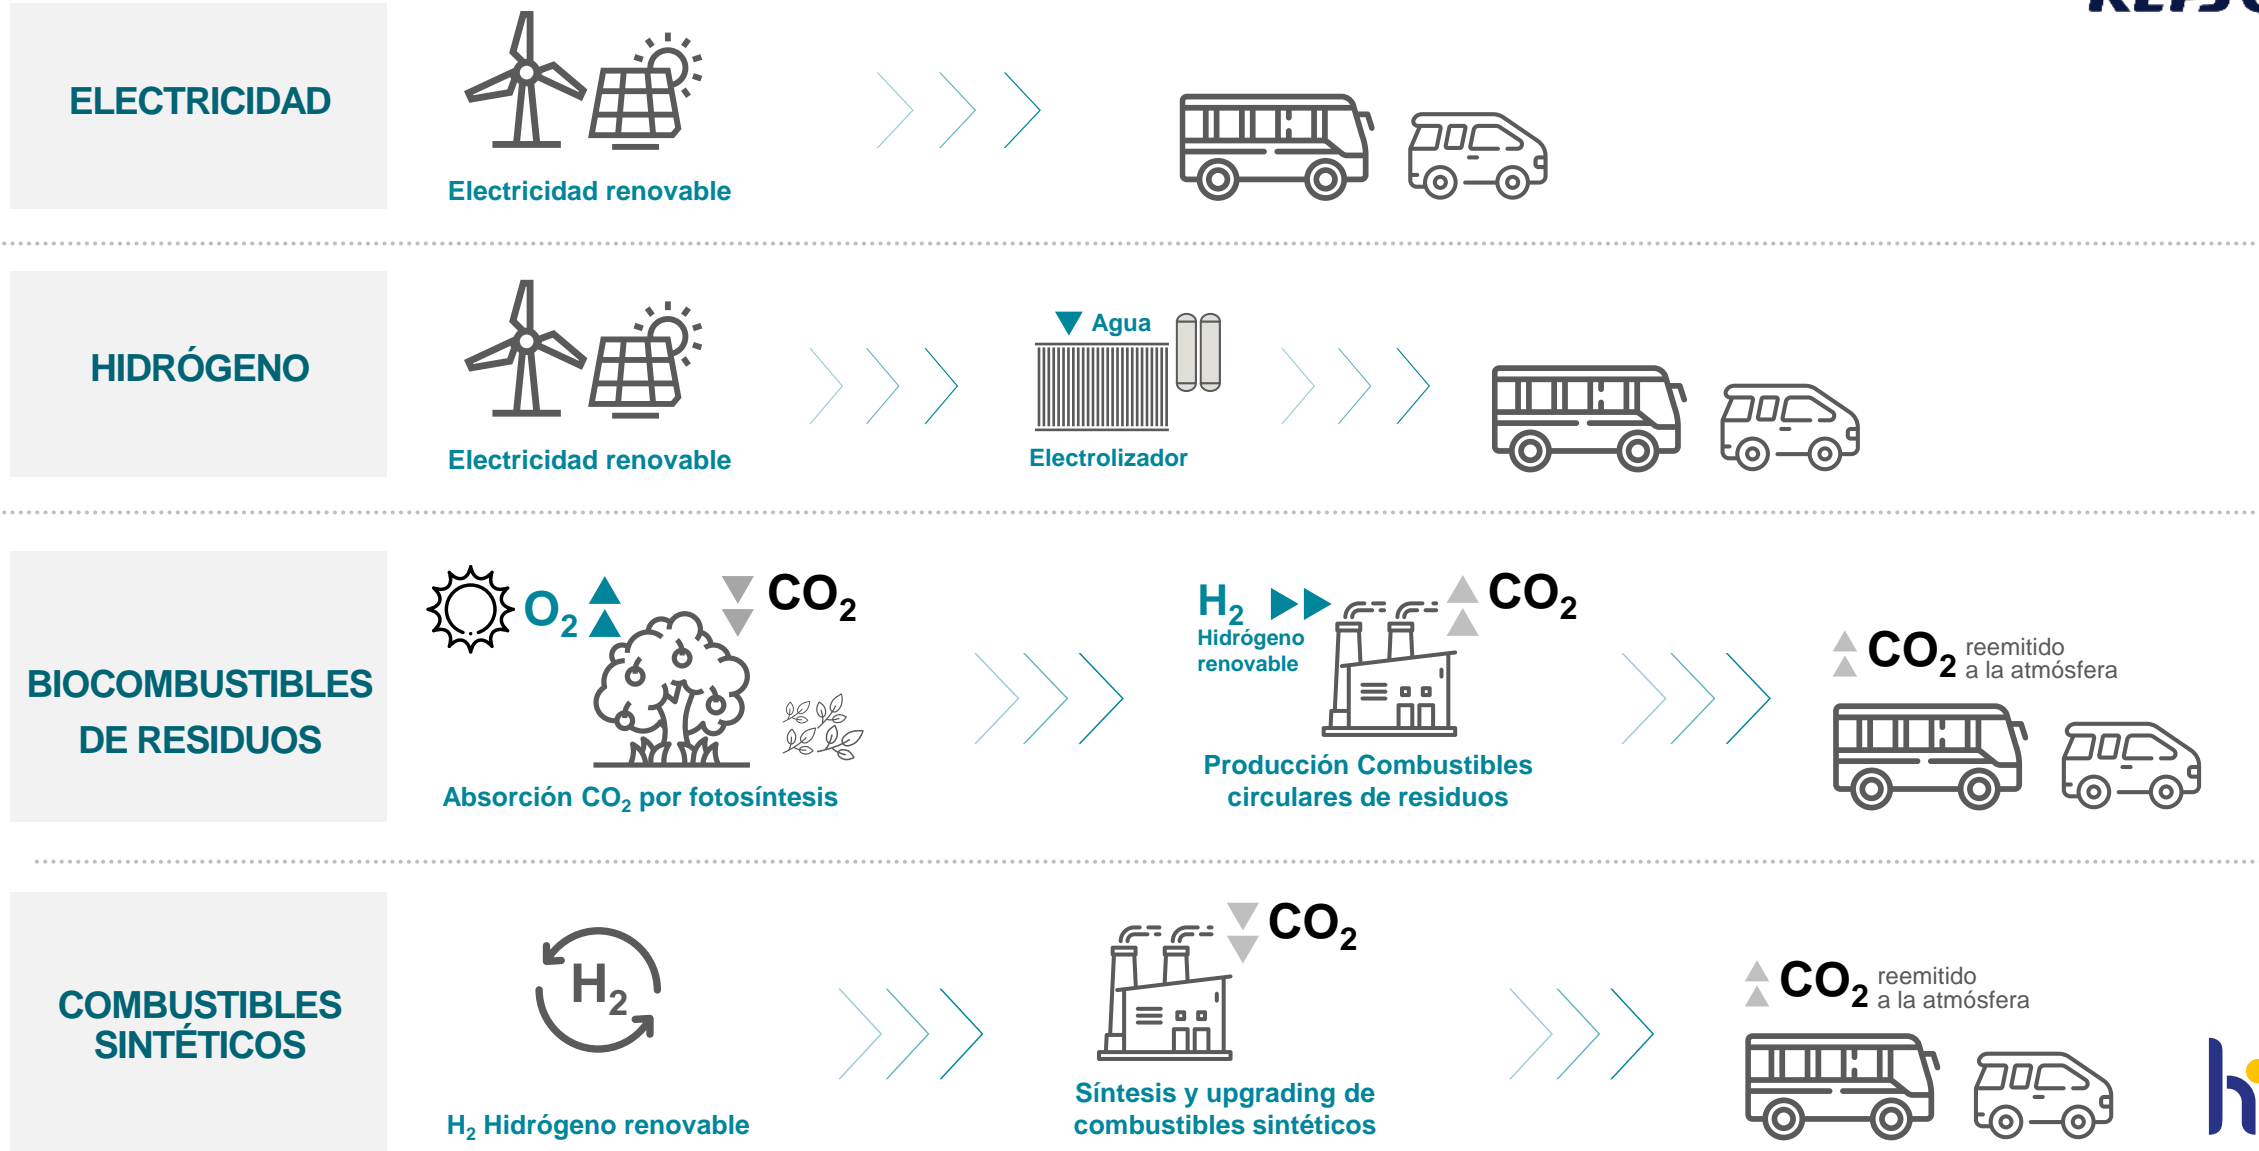 ELECTRICIDAD
Electricidad renovable
HIDRÓGENO
Electricidad renovable
Agua
Electrolizador
BIOCOMBUSTIBLES
DE RESIDUOS
O2
CO2
Absorción CO2 por fotosíntesis
H2
Hidrógeno
renovable
CO2
Producción Combustibles
circulares de residuos
CO2 reemitido
a la atmósfera
COMBUSTIBLES
SINTÉTICOS
H2
H2 Hidrógeno renovable
CO2
Síntesis y upgrading de
combustibles sintéticos
CO2 reemitido
a la atmósfera